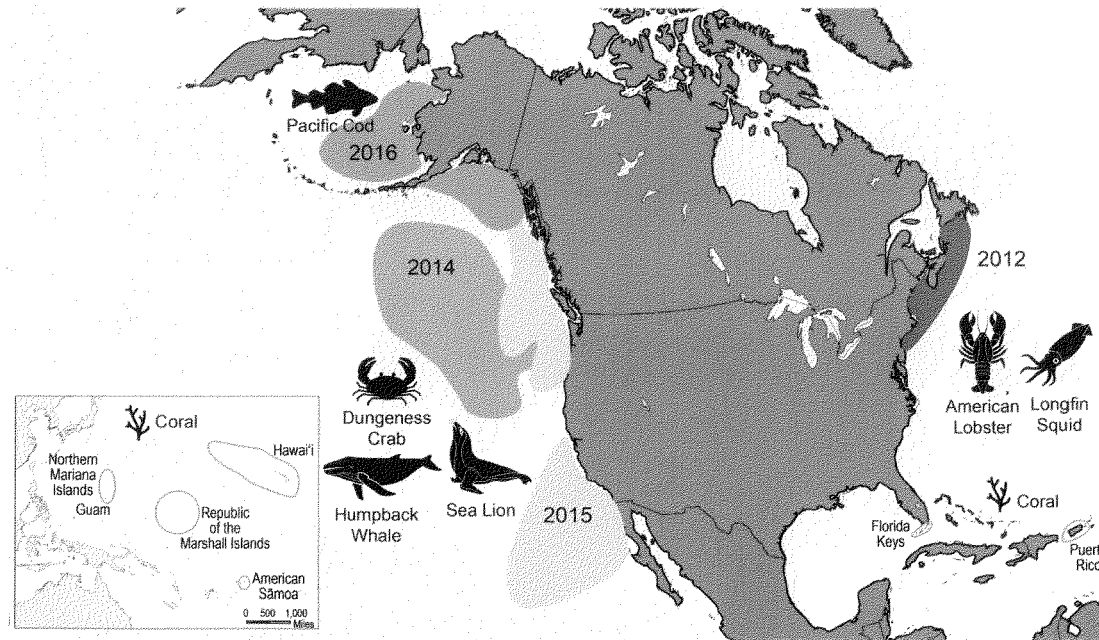 Pacific Cod
2016
2014
2012
Dungeness
Crab
Humpback
Whale
Sea Lion
2015
American
Lobster
Longfin
Squid
Coral
Florida
Keys
Coral
Hawai‘i
Northern
Mariana
Islands
Guam
Republic
of the
Marshall Islands
American
Sāmoa
0 500 1,000
Miles